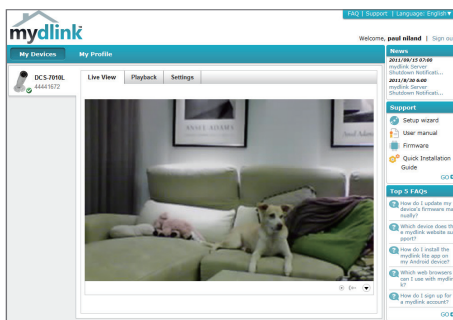 FAQ | Support | Language: English▼
mydlink
Welcome, paul niland | Sign ou
My Devices
My Profile
DCS-7010L
44441672
Live View
Playback
Settings
ANSEL ADAMS
News
2011/09/15 07:00
mydlink Server
Shutdown Notificati...
2011/8/30 6:00
mydlink Server
Shutdown Notificati...
Support
Setup wizard
User manual
Firmware
Quick Installation
Guide
GO
Top 5 FAQs
How do I update my
device's firmware ma
nually?
Which device does th
e mydlink website su
pport?
How do I install the
mydlink lite app on
my Android device?
Which web browsers
can I use with mydlin
k?
How do I sign up for
a mydlink account?
GO